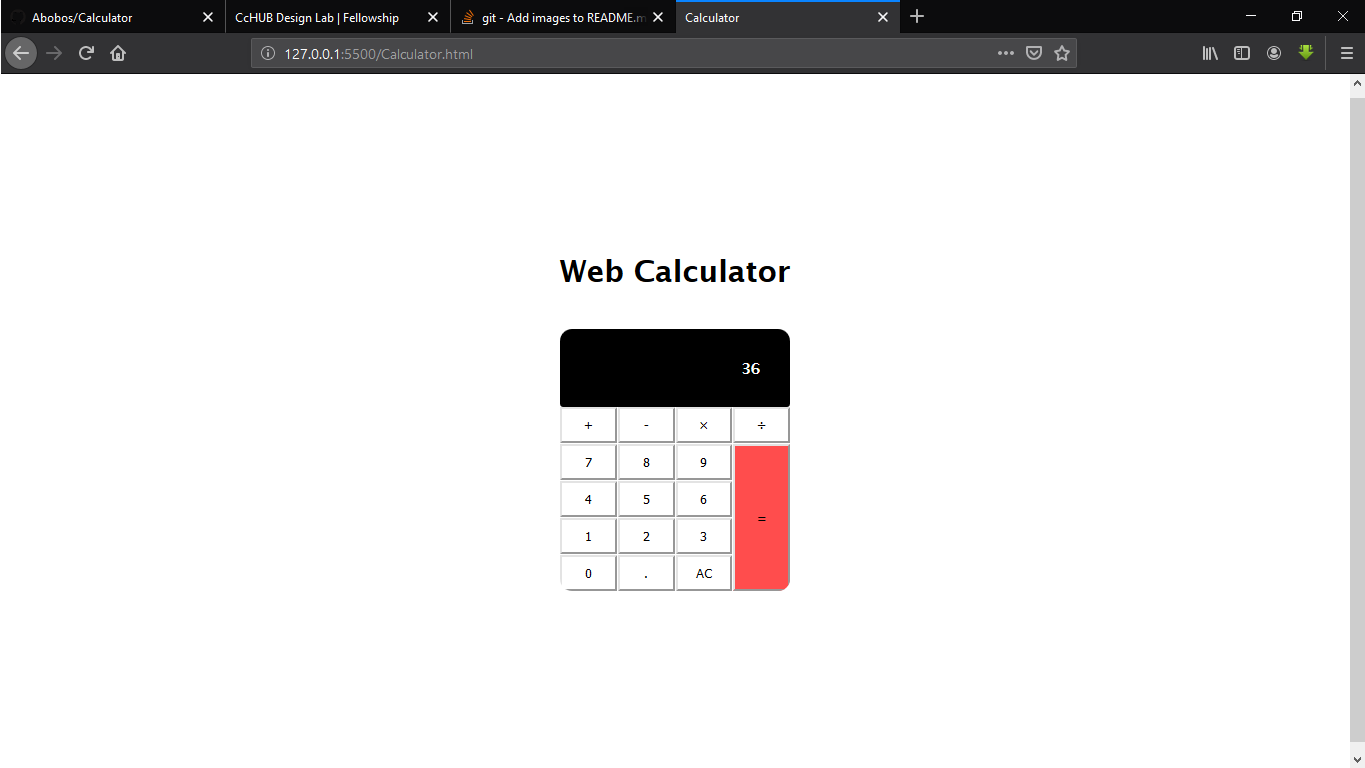 Abobos/Calculator
CcHUB Design Lab | Fellowship
git - Add images to README.m
Calculator
127.0.0.1:5500/Calculator.html
Web Calculator
36
+ - × ÷
7 8 9
4 5 6
=
1 2 3
0 . AC